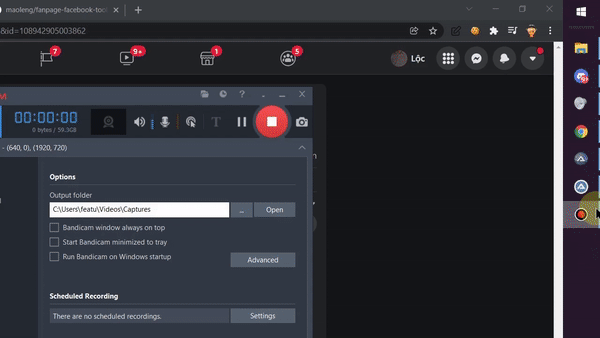 maoleng/fanpage-facebook-too
&id=108942905003862
7
9+
1
5
Lộc
00:00:00
0 bytes / 59.3GB
T
- (640, 0), (1920, 720)
Options
Output folder
C:\Users\featu\Videos\Captures
..
Open
Bandicam window always on top
Start Bandicam minimized to tray
Run Bandicam on Windows startup
Advanced
Scheduled Recording
There are no scheduled recordings.
Settings